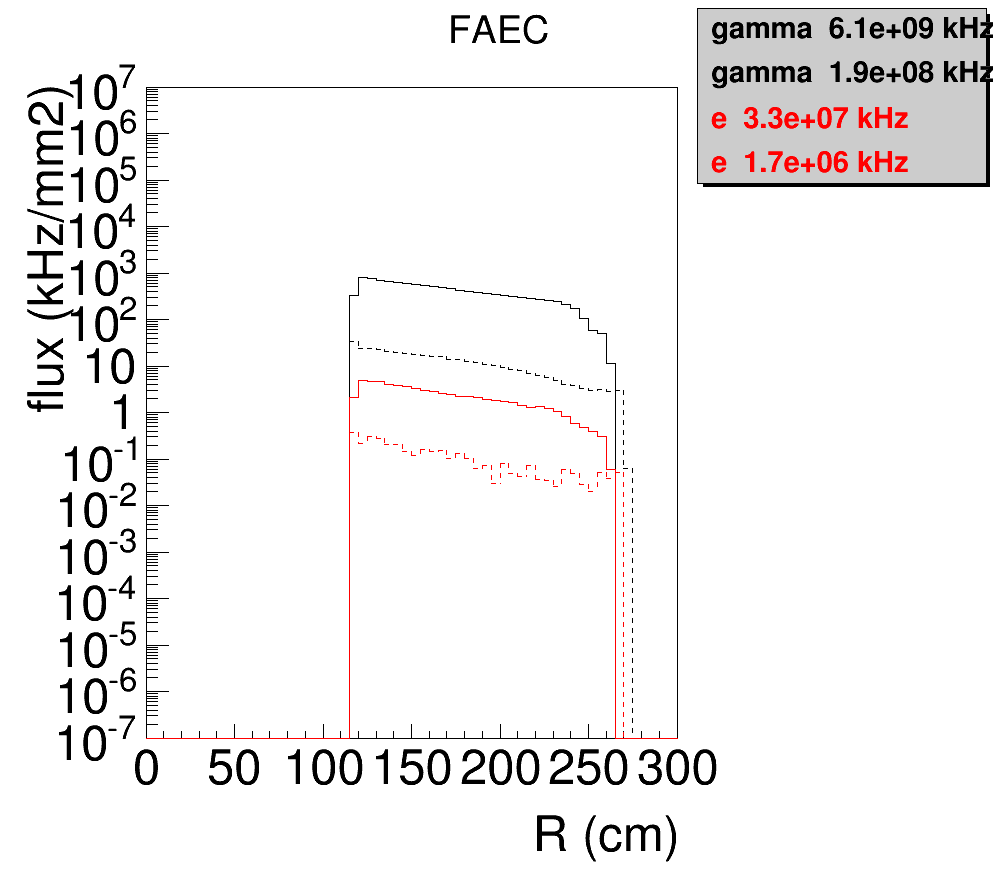 FAEC
gamma 6.1e+09 kHz
gamma 1.9e+08 kHz
e 3.3e+07 kHz
e 1.7e+06 kHz
flux (kHz/mm2)
10^7
10^6
10^5
10^4
10^3
10^2
10
1
10^-1
10^-2
10^-3
10^-4
10^-5
10^-6
10^-7
0 50 100 150 200 250 300
R (cm)